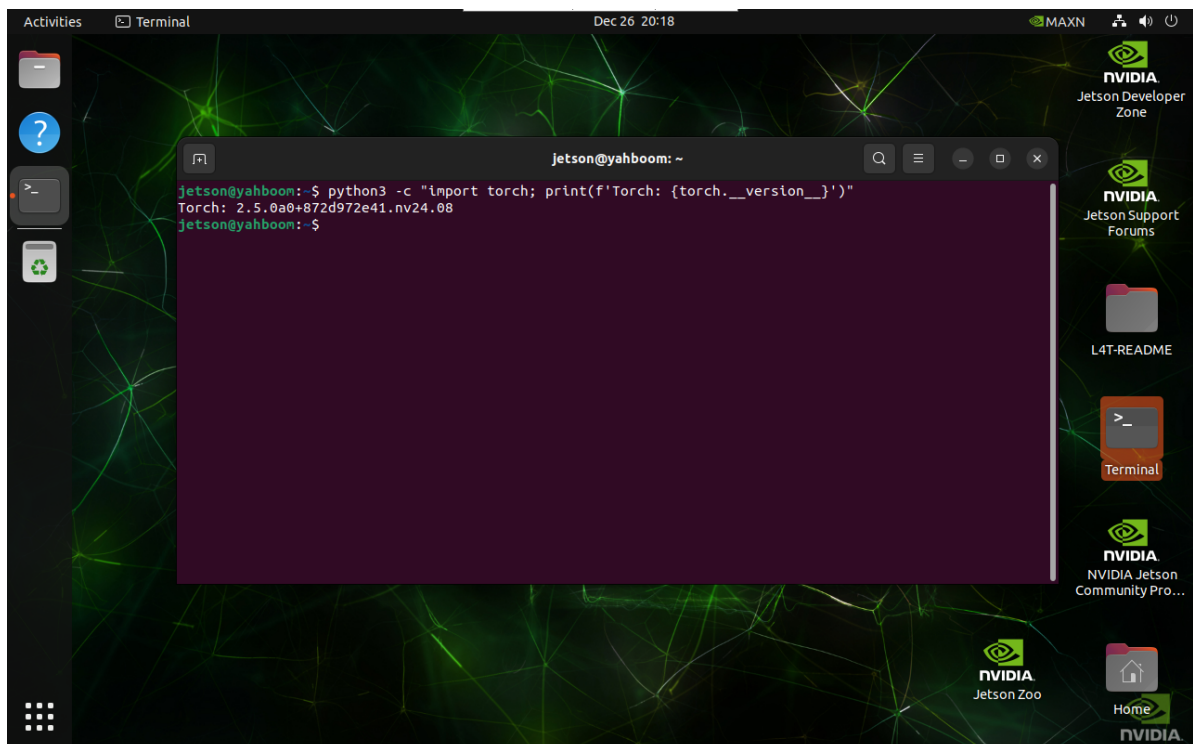 Activities
Terminal
Dec 26 20:18
MAXN
NVIDIA.
Jetson Developer
Zone
jetson@yahboom: ~
jetson@yahboom:~$ python3 -c "import torch; print(f'Torch: {torch.__version__}')"
Torch: 2.5.0a0+872d972e41.nv24.08
jetson@yahboom:~$
NVIDIA.
Jetson Support
Forums
L4T-README
Terminal
NVIDIA.
NVIDIA Jetson
Community Pro...
NVIDIA.
Jetson Zoo
Home
NVIDIA.